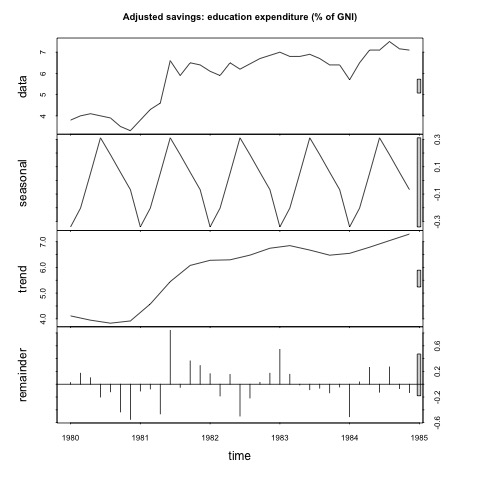 Adjusted savings: education expenditure (% of GNI)
data
4 5 6 7
seasonal
-0.3 -0.1 0.1 0.3
trend
4.0 5.0 6.0 7.0
remainder
-0.6 -0.2 0.2 0.6
1980 1981 1982 1983 1984 1985
time